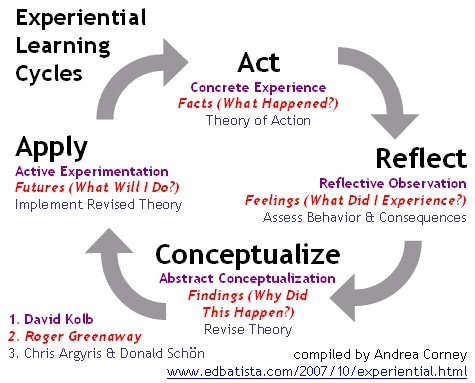 Experiential
Learning
Cycles
Act
Concrete Experience
Facts (What Happened?)
Theory of Action
Reflect
Reflective Observation
Feelings (What Did I Experience?)
Assess Behavior & Consequences
Conceptualize
Abstract Conceptualization
Findings (Why Did
This Happen?)
Revise Theory
Apply
Active Experimentation
Futures (What Will I Do?)
Implement Revised Theory
1. David Kolb
2. Roger Greenaway
3. Chris Argyris & Donald Schön
compiled by Andrea Corney
www.edbatista.com/2007/10/experiential.html